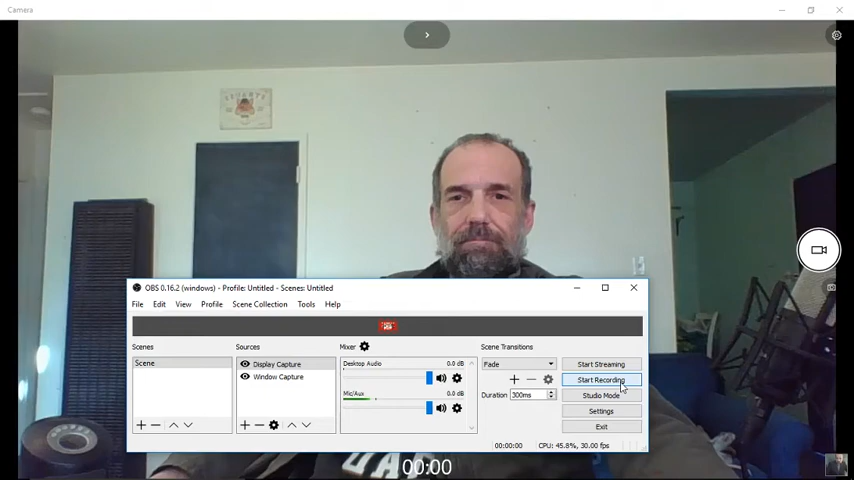 Camera
OBS 0.16.2 (windows) - Profile: Untitled - Scenes: Untitled
File Edit View Profile Scene Collection Tools Help
Scenes Sources Mixer Scene Transitions
Scene
Display Capture
Window Capture
Desktop Audio 0.0 dB
Mic/Aux 0.0 dB
Fade
Duration 300ms
Start Streaming
Start Recording
Studio Mode
Settings
Exit
00:00:00 CPU: 45.8%, 30.00 fps
00:00